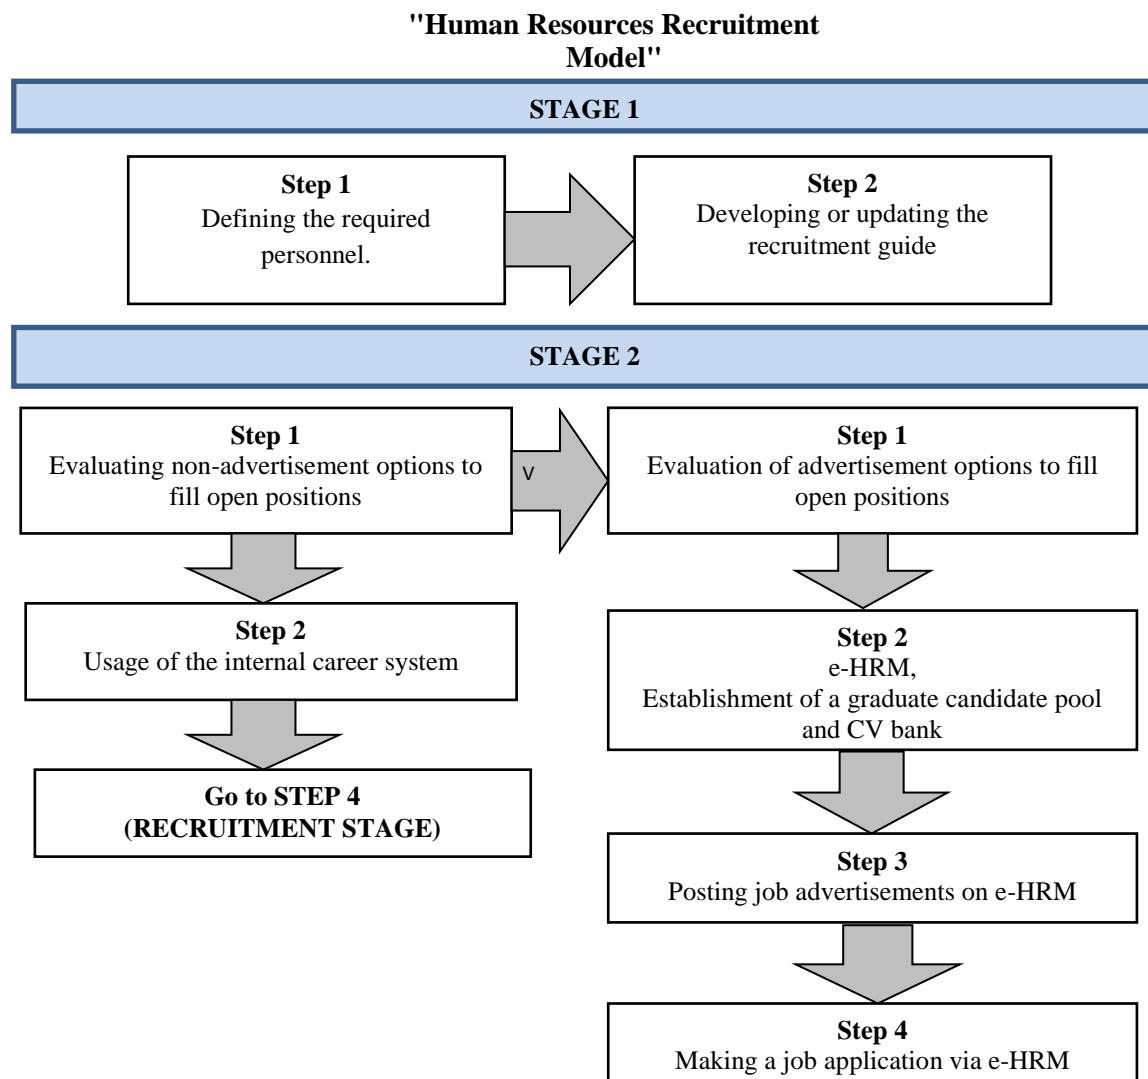 "Human Resources Recruitment
Model"
STAGE 1
Step 1
Defining the required
personnel.
Step 2
Developing or updating the
recruitment guide
STAGE 2
Step 1
Evaluating non-advertisement options to
fill open positions
V
Step 1
Evaluation of advertisement options to fill
open positions
Step 2
Usage of the internal career system
Go to STEP 4
(RECRUITMENT STAGE)
Step 2
e-HRM,
Establishment of a graduate candidate pool
and CV bank
Step 3
Posting job advertisements on e-HRM
Step 4
Making a job application via e-HRM